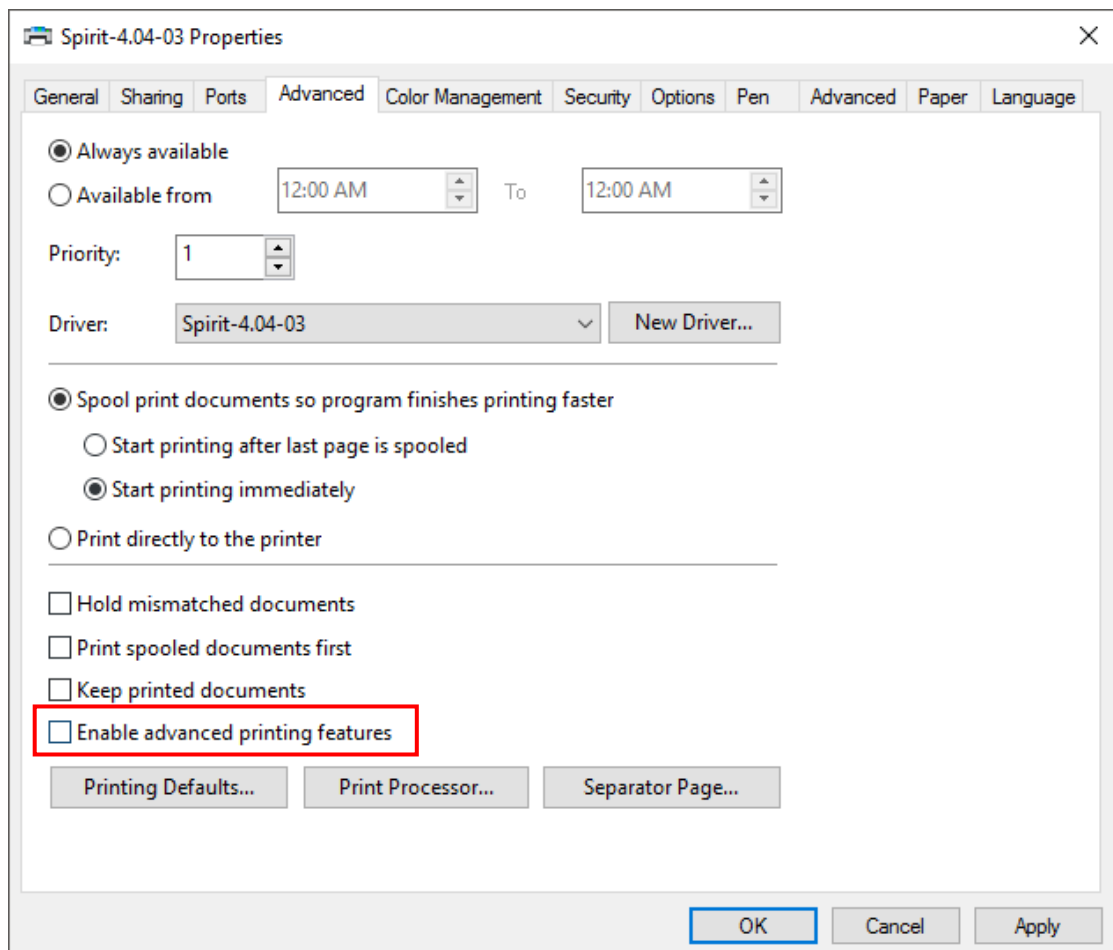 Spirit-4.04-03 Properties
General Sharing Ports Advanced Color Management Security Options Pen Advanced Paper Language
Always available
Available from 12:00 AM To 12:00 AM
Priority: 1
Driver: Spirit-4.04-03 New Driver...
Spool print documents so program finishes printing faster
Start printing after last page is spooled
Start printing immediately
Print directly to the printer
Hold mismatched documents
Print spooled documents first
Keep printed documents
Enable advanced printing features
Printing Defaults... Print Processor... Separator Page...
OK Cancel Apply